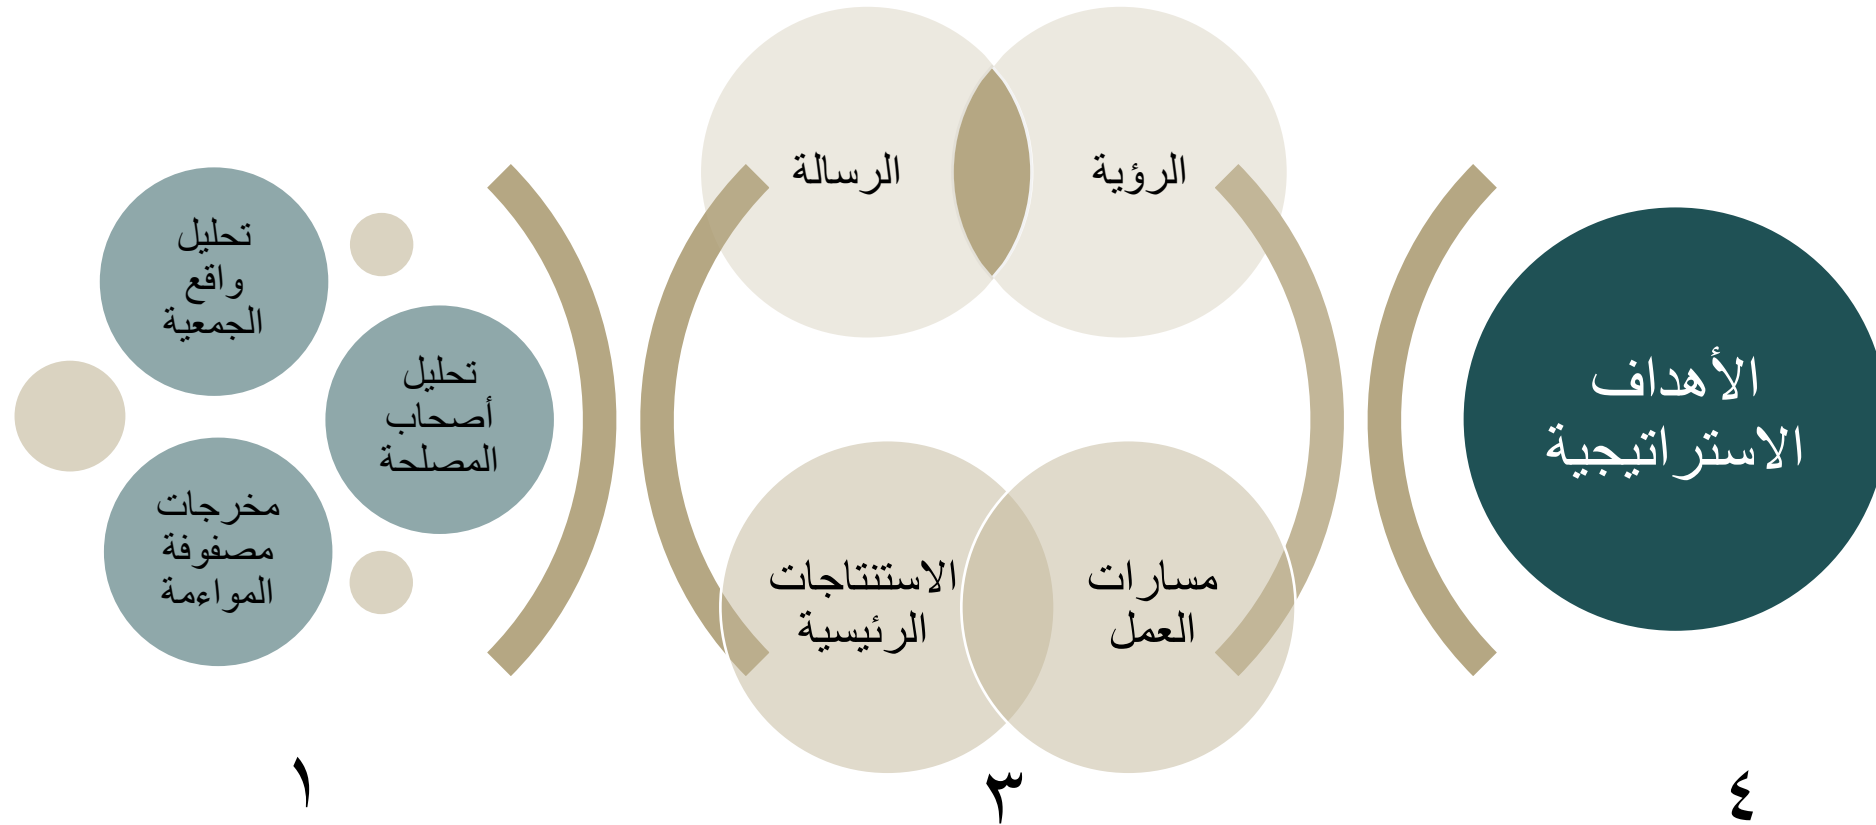 تحليل
واقع
الجمعية
تحليل
أصحاب
المصلحة
مخرجات
مصفوفة
المواءمة
١
الرسالة
الرؤية
الاستنتاجات
الرئيسية
مسارات
العمل
٣
الأهداف
الاستراتيجية
٤